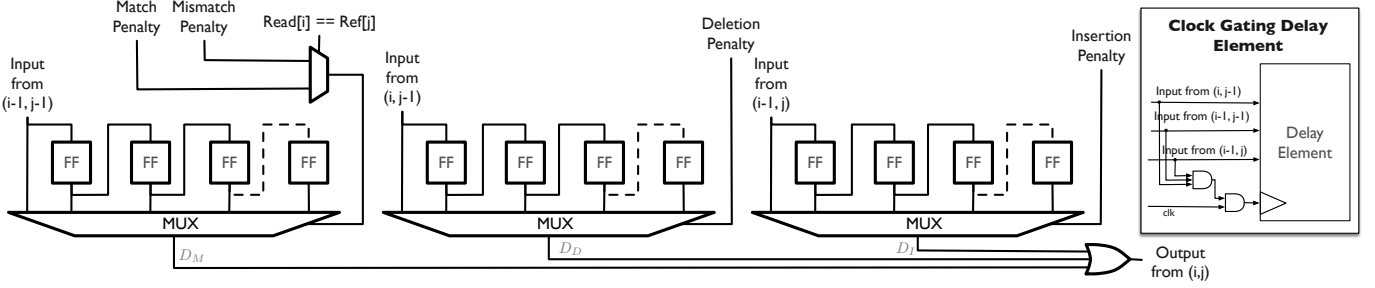 Match
Penalty
Mismatch
Penalty
Read[i] == Ref[j]
Input
from
(i-1, j-1)
FF
FF
FF
FF
MUX
D_M
Input
from
(i, j-1)
Deletion
Penalty
FF
FF
FF
FF
MUX
D_D
Input
from
(i-1, j)
Insertion
Penalty
FF
FF
FF
FF
MUX
D_I
Output
from (i,j)
Clock Gating Delay
Element
Input from (i, j-1)
Input from (i-1, j-1)
Input from (i-1, j)
clk
Delay
Element